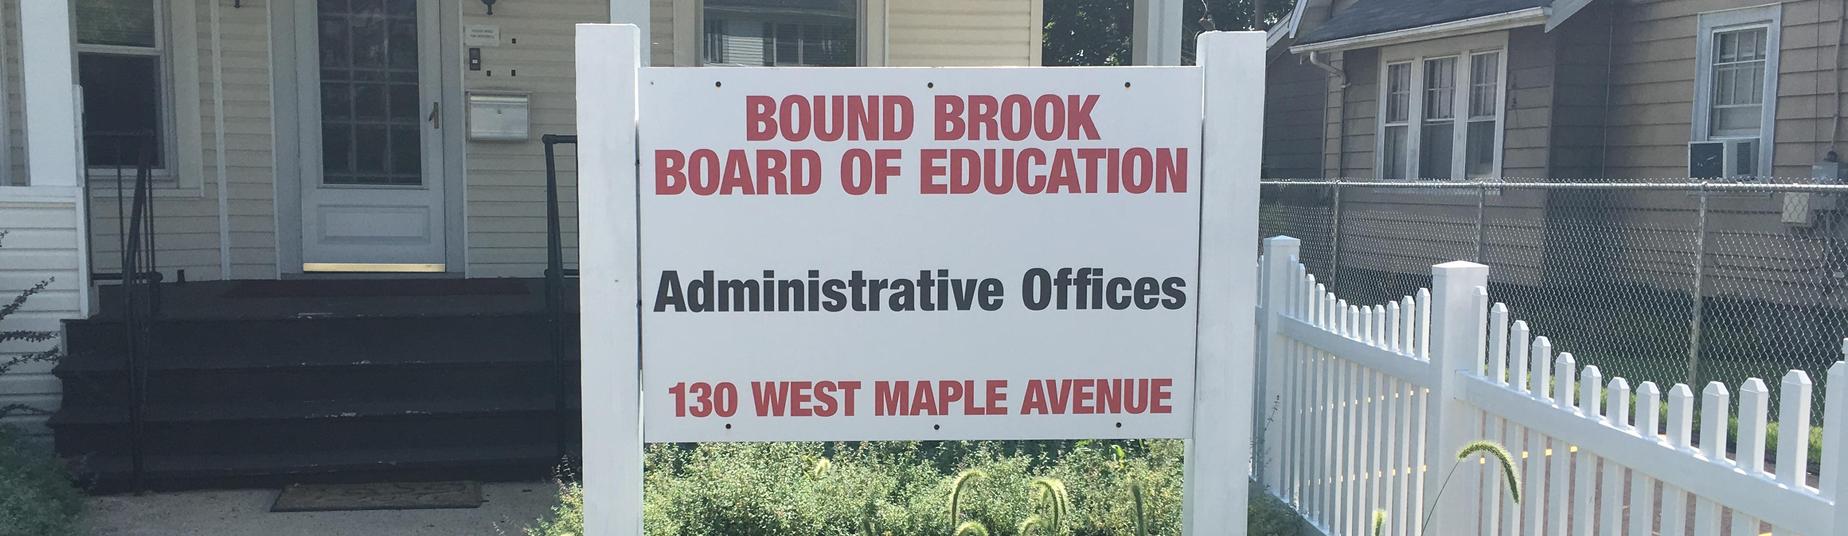 BOUND BROOK
BOARD OF EDUCATION
Administrative Offices
130 WEST MAPLE AVENUE